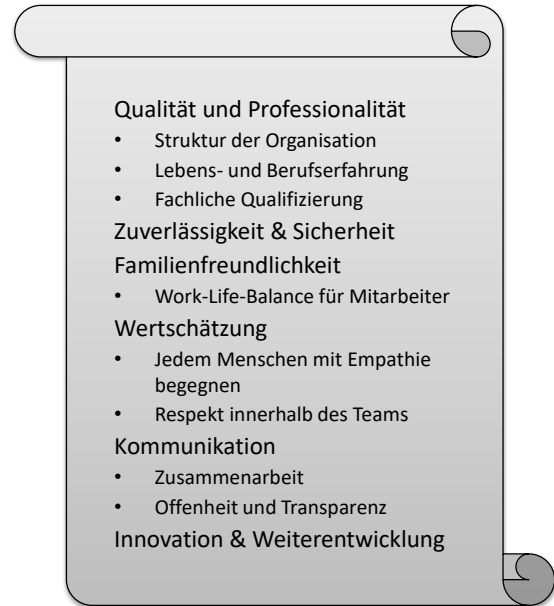 Qualität und Professionalität
• Struktur der Organisation
• Lebens- und Berufserfahrung
• Fachliche Qualifizierung
Zuverlässigkeit & Sicherheit
Familienfreundlichkeit
• Work-Life-Balance für Mitarbeiter
Wertschätzung
• Jedem Menschen mit Empathie
begegnen
• Respekt innerhalb des Teams
Kommunikation
• Zusammenarbeit
• Offenheit und Transparenz
Innovation & Weiterentwicklung